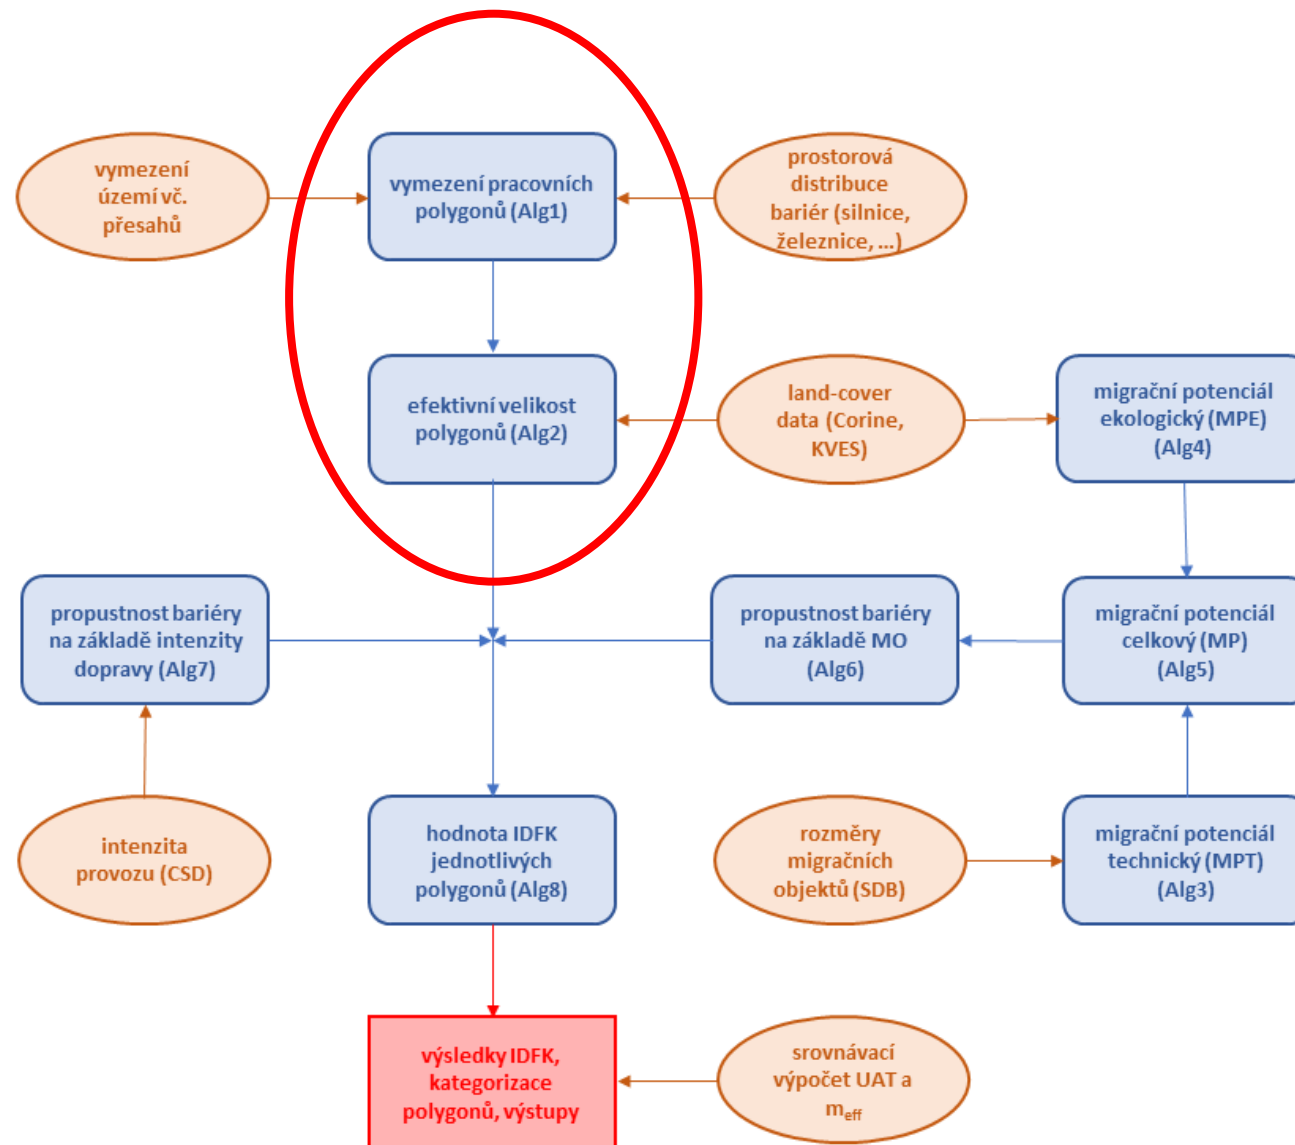 vymezení
území vč.
přesahů
vymezení pracovních
polygonů (Alg1)
prostorová
distribuce
bariér (silnice,
železnice, …)
efektivní velikost
polygonů (Alg2)
land-cover
data (Corine,
KVES)
migrační potenciál
ekologický (MPE)
(Alg4)
propustnost bariéry
na základě intenzity
dopravy (Alg7)
propustnost bariéry
na základě MO
(Alg6)
migrační potenciál
celkový (MP)
(Alg5)
intenzita
provozu (CSD)
hodnota IDFK
jednotlivých
polygonů (Alg8)
rozměry
migračních
objektů (SDB)
migrační potenciál
technický (MPT)
(Alg3)
výsledky IDFK,
kategorizace
polygonů, výstupy
srovnávací
výpočet UAT a
meff